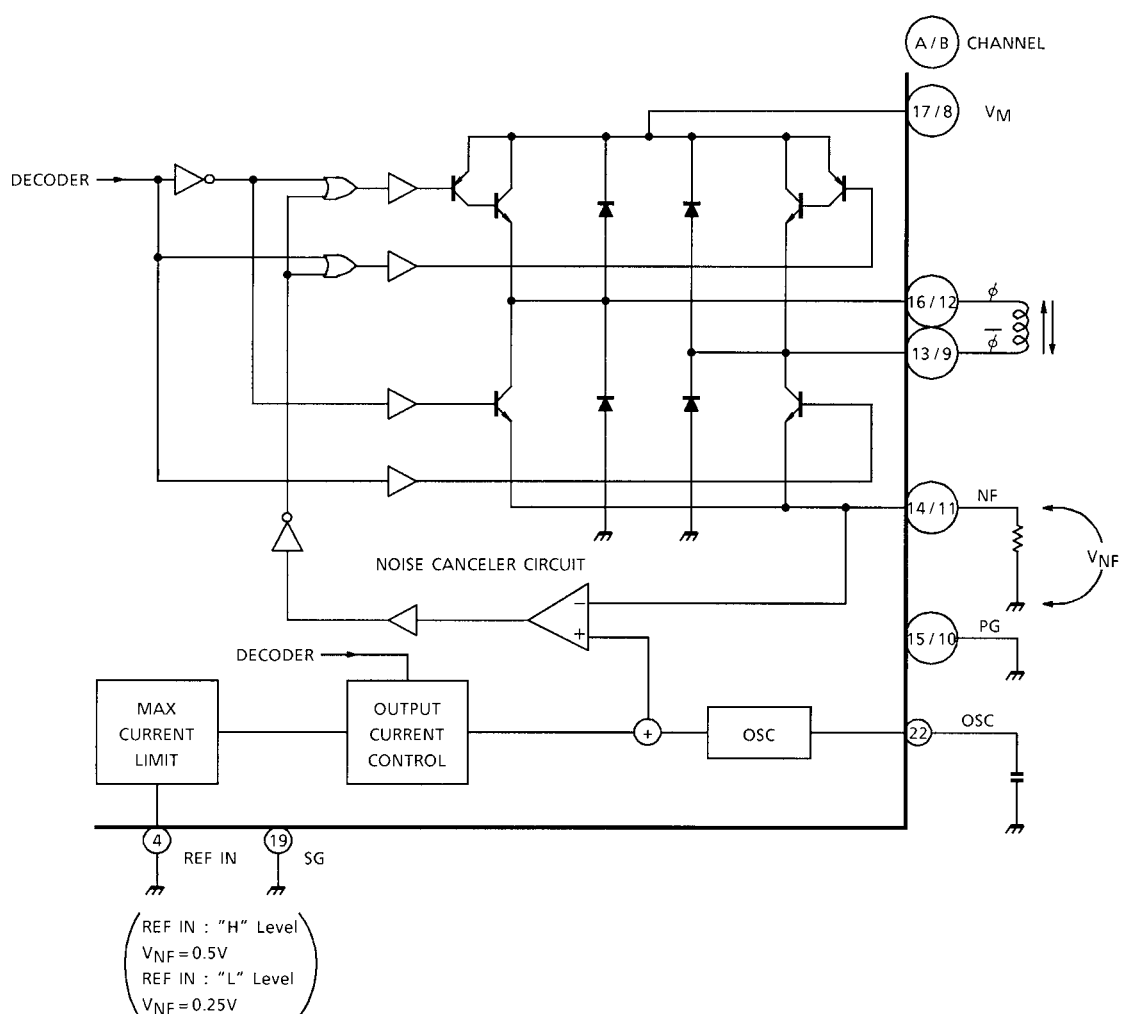 A/B CHANNEL
17/8 VM
DECODER
16/12 ϕ
13/9 ϕ̅
14/11 NF
VNF
NOISE CANCELER CIRCUIT
−
+
15/10 PG
DECODER
MAX
CURRENT
LIMIT
OUTPUT
CURRENT
CONTROL
+
OSC
22 OSC
4 REF IN
19 SG
REF IN : "H" Level
VNF=0.5V
REF IN : "L" Level
VNF=0.25V